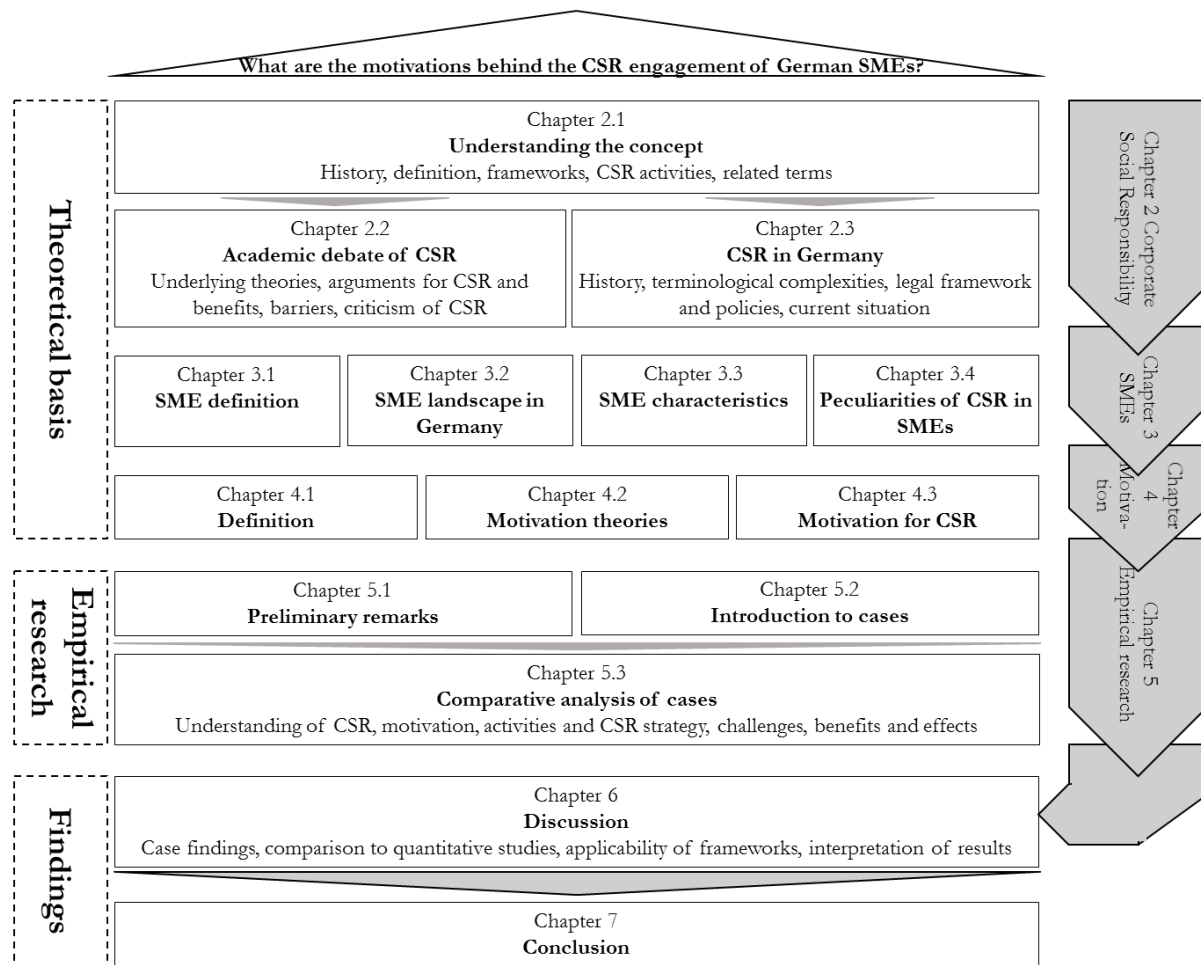 What are the motivations behind the CSR engagement of German SMEs?
Theoretical basis
Chapter 2.1
Understanding the concept
History, definition, frameworks, CSR activities, related terms
Chapter 2.2
Academic debate of CSR
Underlying theories, arguments for CSR and
benefits, barriers, criticism of CSR
Chapter 2.3
CSR in Germany
History, terminological complexities, legal framework
and policies, current situation
Chapter 3.1
SME definition
Chapter 3.2
SME landscape in
Germany
Chapter 3.3
SME characteristics
Chapter 3.4
Peculiarities of CSR in
SMEs
Chapter 4.1
Definition
Chapter 4.2
Motivation theories
Chapter 4.3
Motivation for CSR
Empirical
research
Chapter 5.1
Preliminary remarks
Chapter 5.2
Introduction to cases
Chapter 5.3
Comparative analysis of cases
Understanding of CSR, motivation, activities and CSR strategy, challenges, benefits and effects
Findings
Chapter 6
Discussion
Case findings, comparison to quantitative studies, applicability of frameworks, interpretation of results
Chapter 7
Conclusion
Chapter 2 Corporate
Social Responsibility
Chapter 3
SMEs
Chapter
4
Motiva-
tion
Chapter 5
Empirical research